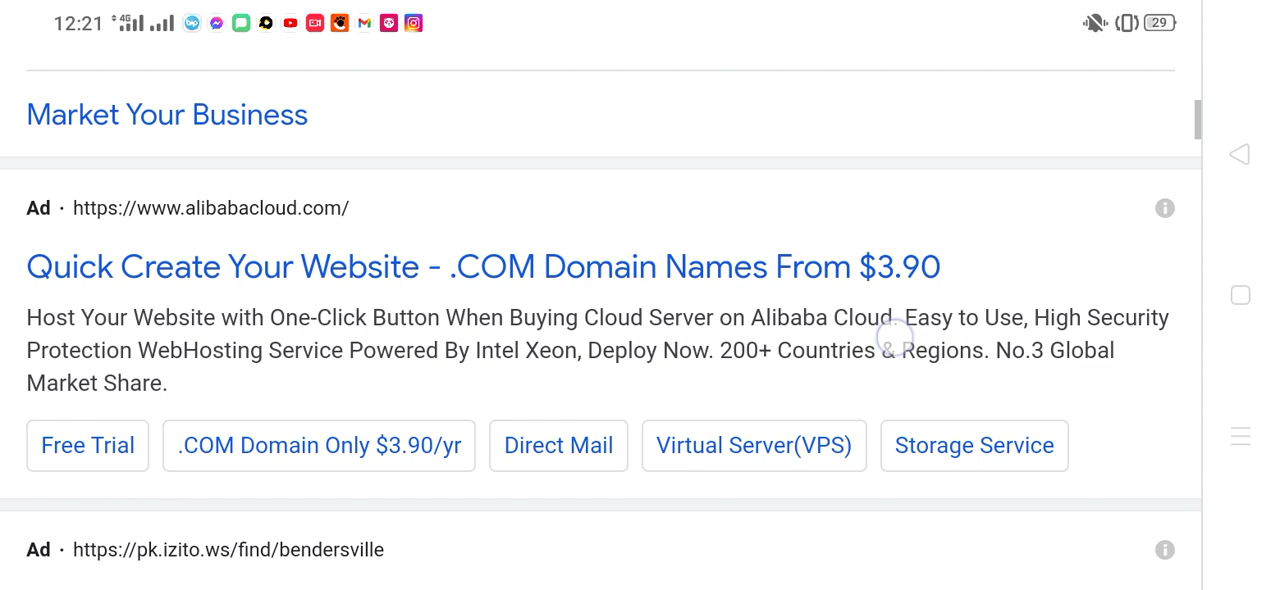 12:21 4G 29
Market Your Business
Ad · https://www.alibabacloud.com/
Quick Create Your Website - .COM Domain Names From $3.90
Host Your Website with One-Click Button When Buying Cloud Server on Alibaba Cloud. Easy to Use, High Security
Protection WebHosting Service Powered By Intel Xeon, Deploy Now. 200+ Countries & Regions. No.3 Global
Market Share.
Free Trial .COM Domain Only $3.90/yr Direct Mail Virtual Server(VPS) Storage Service
Ad · https://pk.izito.ws/find/bendersville